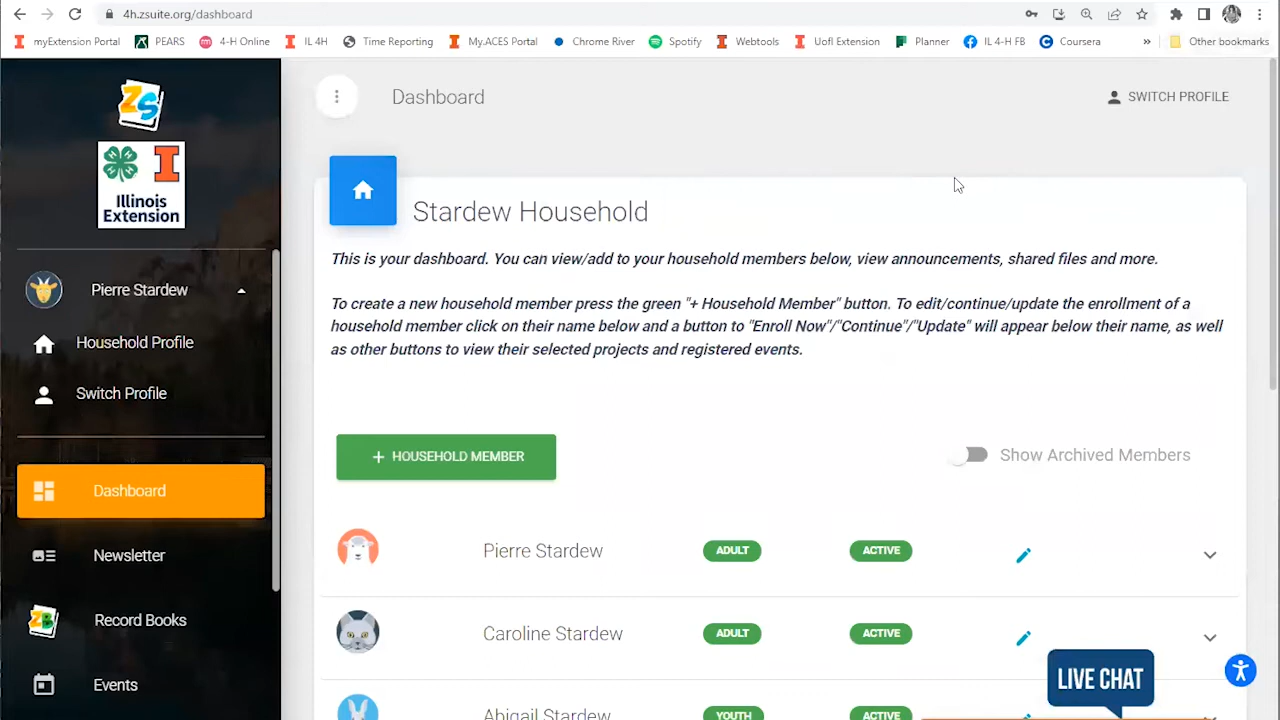 4h.zsuite.org/dashboard
myExtension Portal
PEARS
4-H Online
IL 4H
Time Reporting
My.ACES Portal
Chrome River
Spotify
Webtools
UofI Extension
Planner
IL 4-H FB
Coursera
»
Other bookmarks
ZS
I
Illinois
Extension
Pierre Stardew
Household Profile
Switch Profile
Dashboard
Newsletter
ZB
Record Books
Events
Dashboard
SWITCH PROFILE
Stardew Household
This is your dashboard. You can view/add to your household members below, view announcements, shared files and more.
To create a new household member press the green "+ Household Member" button. To edit/continue/update the enrollment of a
household member click on their name below and a button to "Enroll Now"/"Continue"/"Update" will appear below their name, as well
as other buttons to view their selected projects and registered events.
+ HOUSEHOLD MEMBER
Show Archived Members
Pierre Stardew ADULT ACTIVE
Caroline Stardew ADULT ACTIVE
Abigail Stardew YOUTH ACTIVE
LIVE CHAT